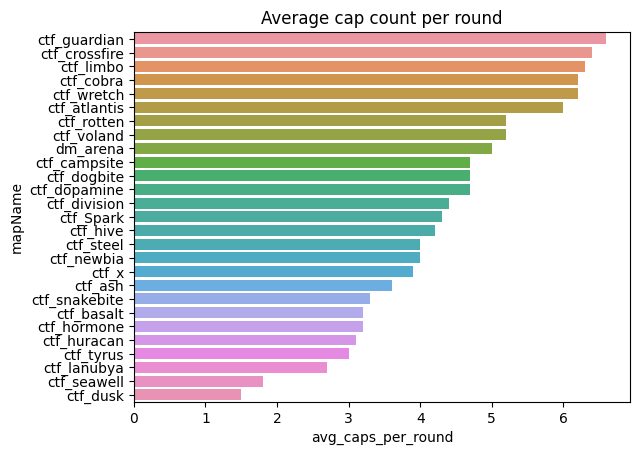 Average cap count per round
ctf_guardian
ctf_crossfire
ctf_limbo
ctf_cobra
ctf_wretch
ctf_atlantis
ctf_rotten
ctf_voland
dm_arena
ctf_campsite
ctf_dogbite
ctf_dopamine
ctf_division
ctf_Spark
ctf_hive
ctf_steel
ctf_newbia
ctf_x
ctf_ash
ctf_snakebite
ctf_basalt
ctf_hormone
ctf_huracan
ctf_tyrus
ctf_lanubya
ctf_seawell
ctf_dusk
mapName
0 1 2 3 4 5 6
avg_caps_per_round